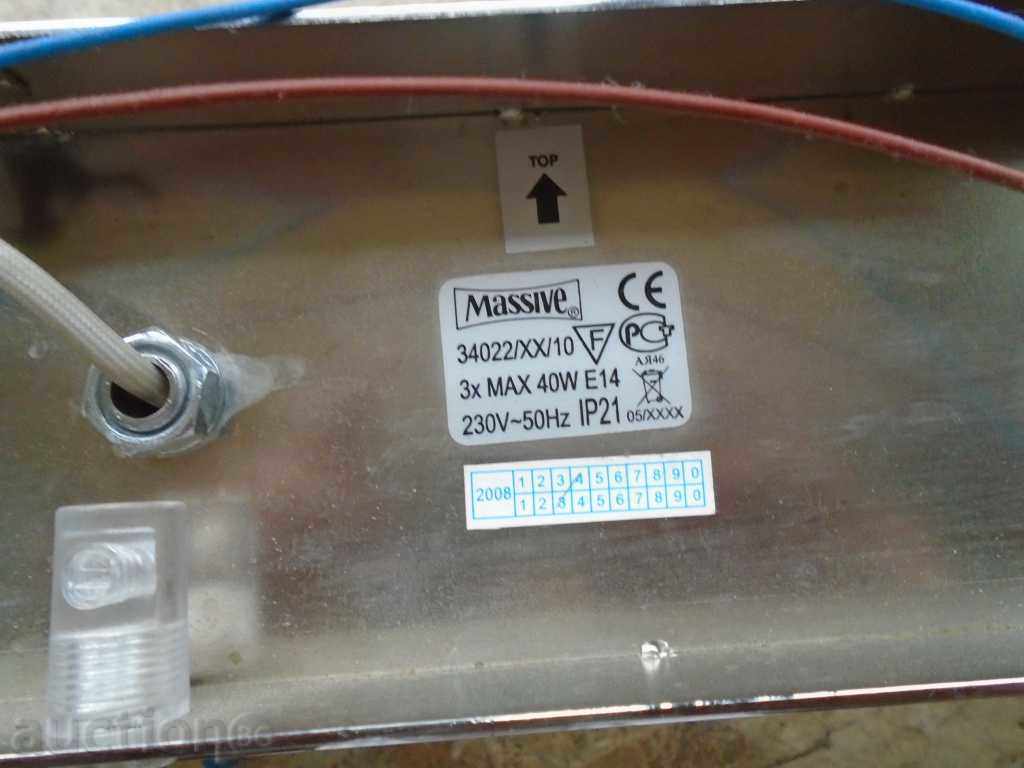 TOP
Massive® CE
34022/XX/10 F PCT
АЯ46
3x MAX 40W E14
230V~50Hz IP21 05/XXXX
2008 1 2 3 4 5 6 7 8 9 0
1 2 3 4 5 6 7 8 9 0
auction.bg